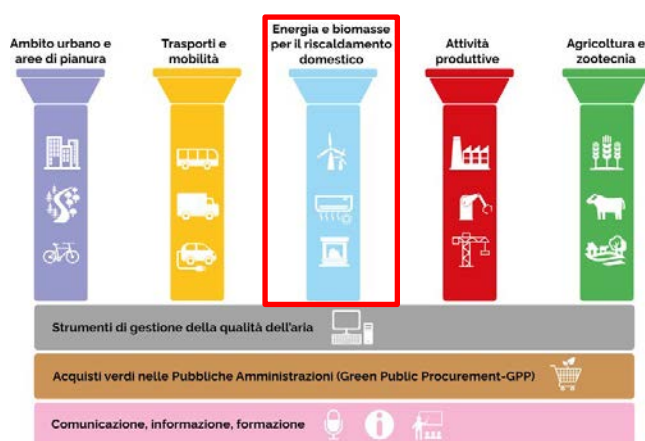 Ambito urbano e
aree di pianura
Trasporti e
mobilità
Energia e biomasse
per il riscaldamento
domestico
Attività
produttive
Agricoltura e
zootecnia
Strumenti di gestione della qualità dell'aria
Acquisti verdi nelle Pubbliche Amministrazioni (Green Public Procurement-GPP)
Comunicazione, informazione, formazione